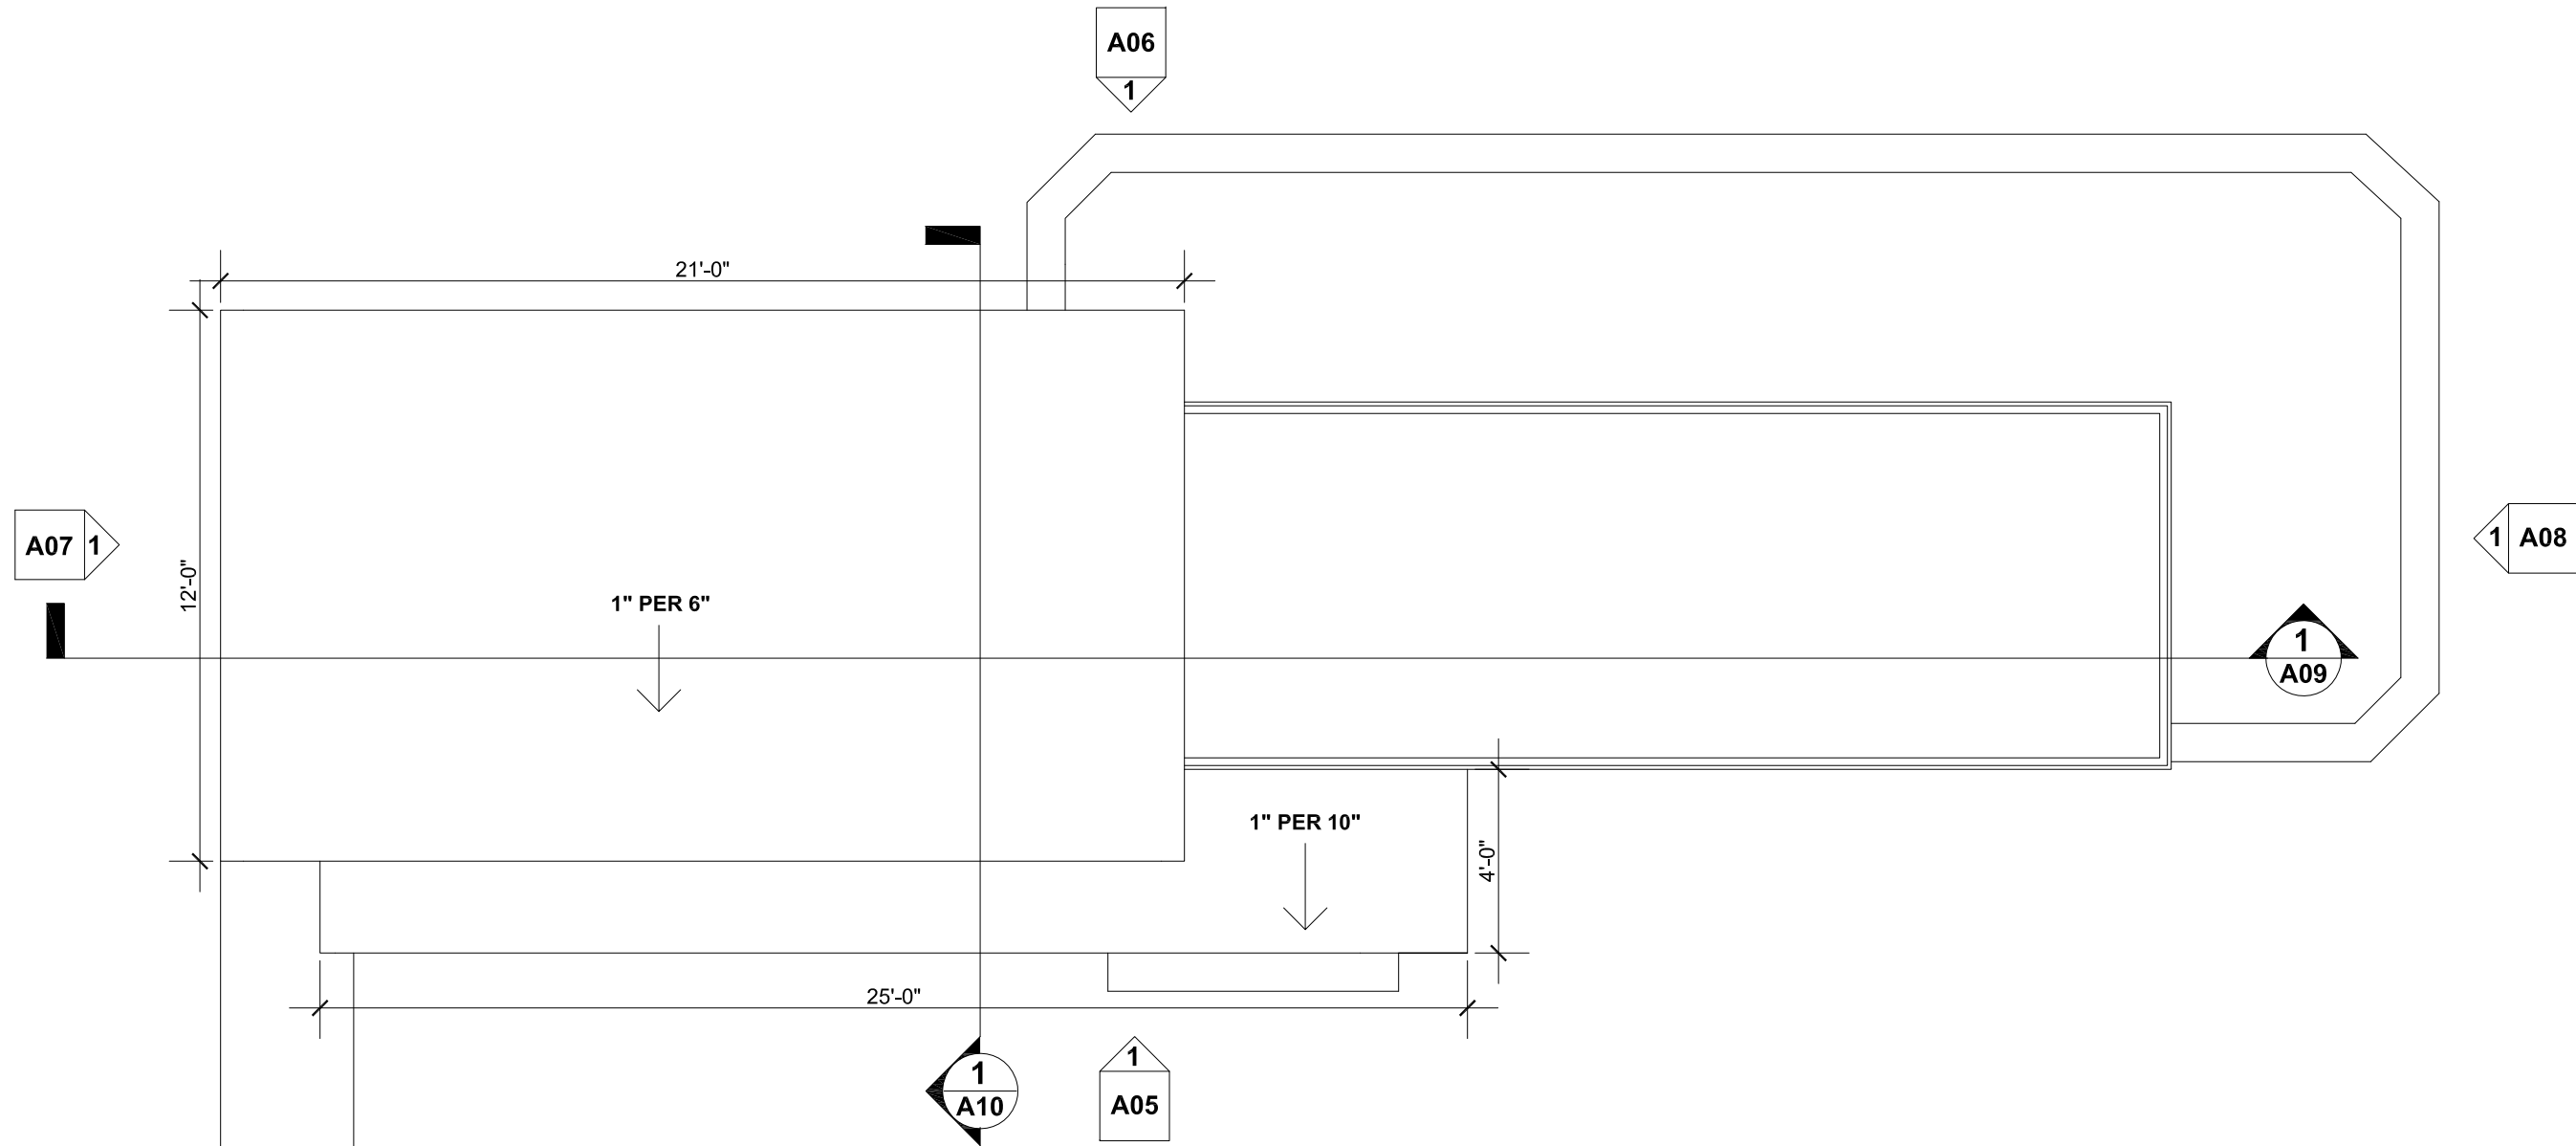 A06
1
21'-0"
A07 1
1 A08
12'-0"
1" PER 6"
1
A09
1" PER 10"
4'-0"
25'-0"
1
A10
1
A05